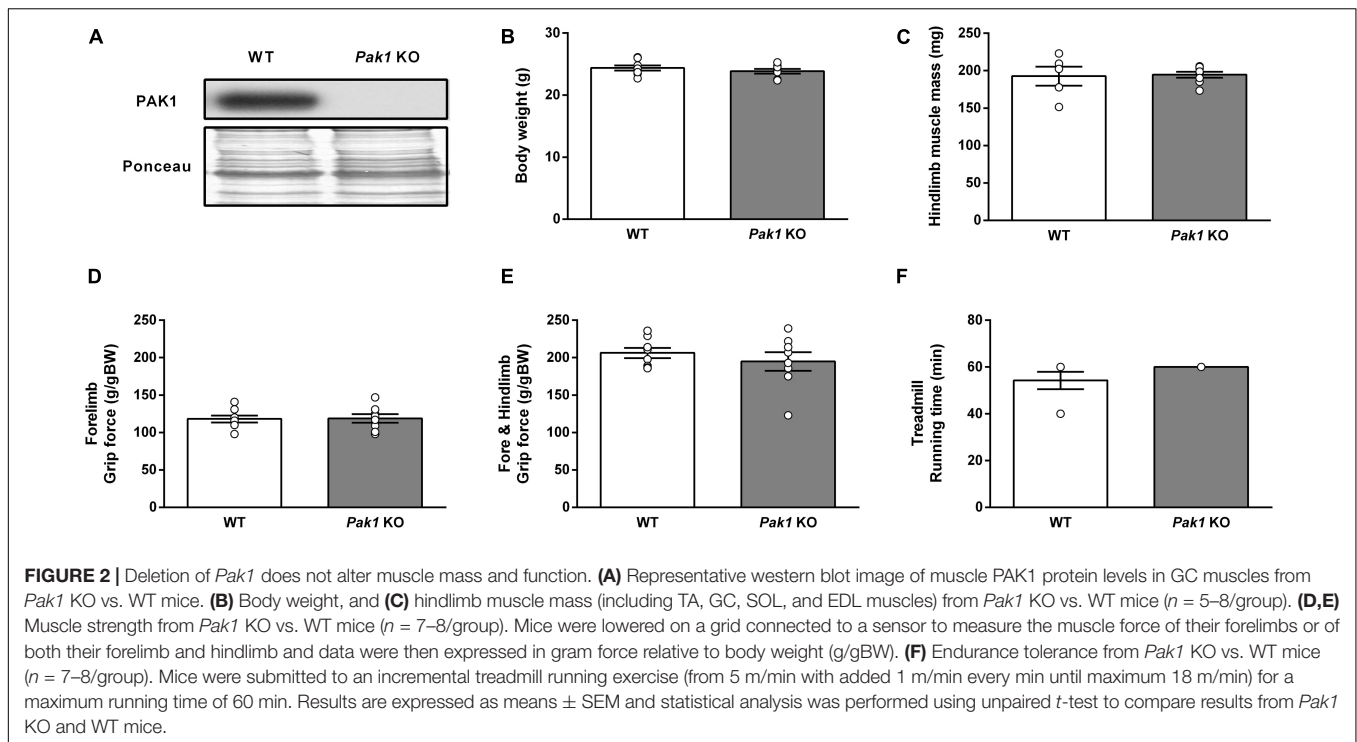 A
WT Pak1 KO
PAK1
Ponceau
B
Body weight (g)
30
20
10
0
WT Pak1 KO
C
Hindlimb muscle mass (mg)
250
200
150
100
50
0
WT Pak1 KO
D
Forelimb
Grip force (g/gBW)
250
200
150
100
50
0
WT Pak1 KO
E
Fore & Hindlimb
Grip force (g/gBW)
250
200
150
100
50
0
WT Pak1 KO
F
Treadmill
Running time (min)
80
60
40
20
0
WT Pak1 KO
FIGURE 2 | Deletion of Pak1 does not alter muscle mass and function. (A) Representative western blot image of muscle PAK1 protein levels in GC muscles from
Pak1 KO vs. WT mice. (B) Body weight, and (C) hindlimb muscle mass (including TA, GC, SOL, and EDL muscles) from Pak1 KO vs. WT mice (n = 5–8/group). (D,E)
Muscle strength from Pak1 KO vs. WT mice (n = 7–8/group). Mice were lowered on a grid connected to a sensor to measure the muscle force of their forelimbs or of
both their forelimb and hindlimb and data were then expressed in gram force relative to body weight (g/gBW). (F) Endurance tolerance from Pak1 KO vs. WT mice
(n = 7–8/group). Mice were submitted to an incremental treadmill running exercise (from 5 m/min with added 1 m/min every min until maximum 18 m/min) for a
maximum running time of 60 min. Results are expressed as means ± SEM and statistical analysis was performed using unpaired t-test to compare results from Pak1
KO and WT mice.